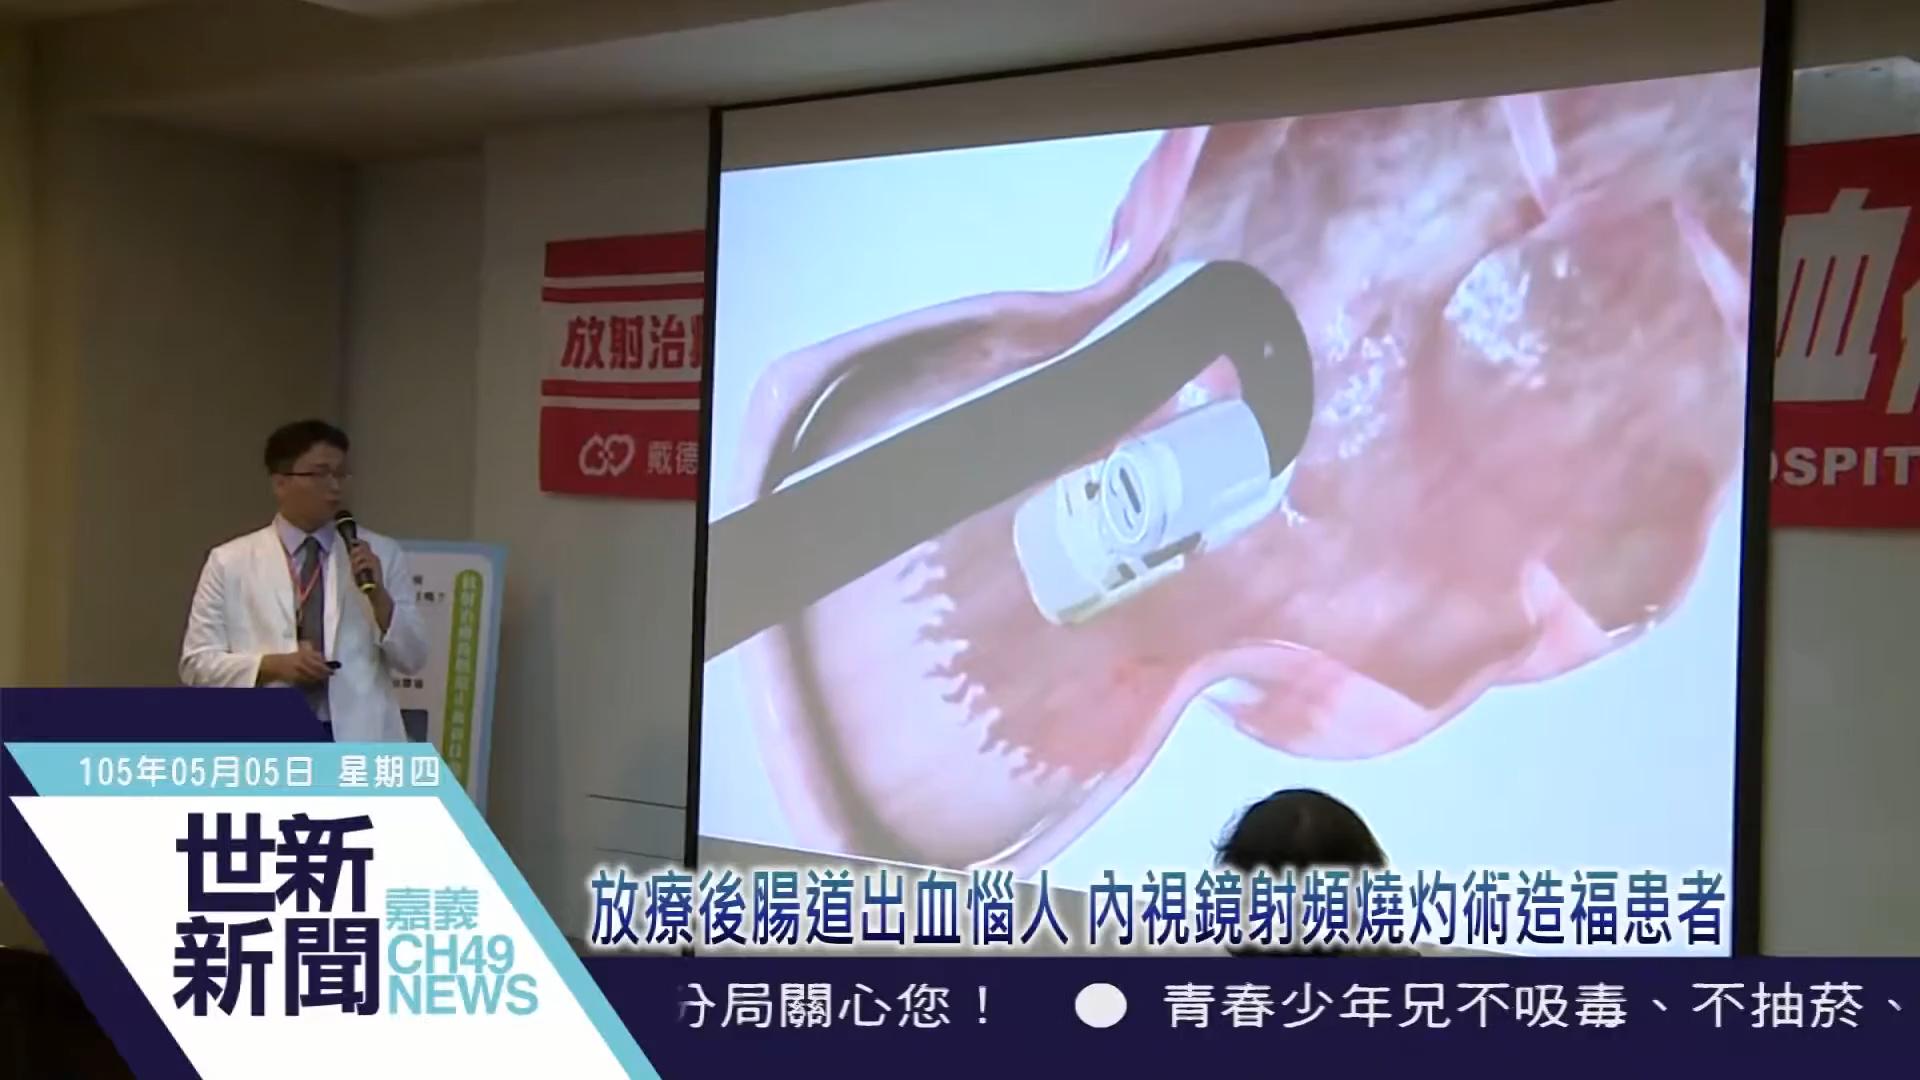 放射治療
戴德
血
OSPIT
105年05月05日 星期四
世新
新聞
嘉義
CH49
NEWS
放療後腸道出血惱人 內視鏡射頻燒灼術造福患者
分局關心您！ ● 青春少年兄不吸毒、不抽菸、